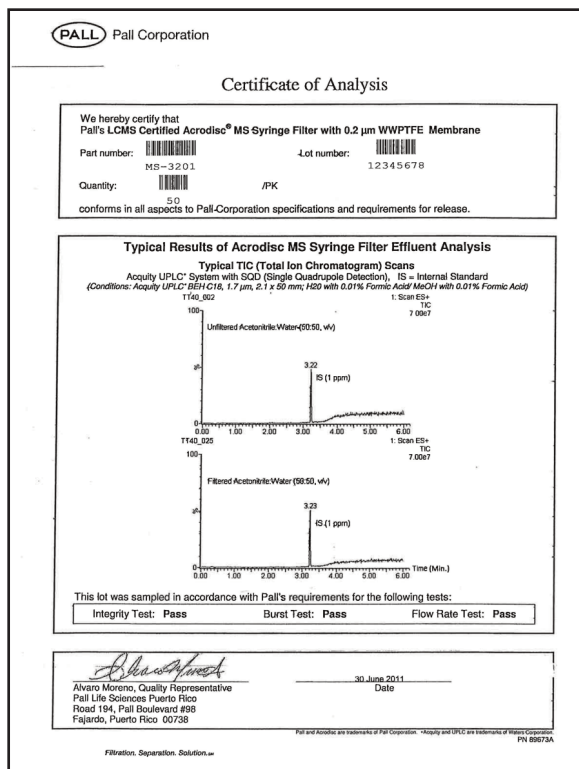 PALL Pall Corporation
Certificate of Analysis
We hereby certify that
Pall's LCMS Certified Acrodisc® MS Syringe Filter with 0.2 µm WWPTFE Membrane
Part number: Lot number:
MS-3201 12345678
Quantity: /PK
50
conforms in all aspects to Pall Corporation specifications and requirements for release.
Typical Results of Acrodisc MS Syringe Filter Effluent Analysis
Typical TIC (Total Ion Chromatogram) Scans
Acquity UPLC* System with SQD (Single Quadrupole Detection), IS = Internal Standard
(Conditions: Acquity UPLC* BEH C18, 1.7 µm, 2.1 x 50 mm; H20 with 0.01% Formic Acid/ MeOH with 0.01% Formic Acid)
TT40_002 1: Scan ES+
TIC
7.00e7
100
Unfiltered Acetonitrile:Water (50:50, v/v)
3.22
IS (1 ppm)
%
0
0.00 1.00 2.00 3.00 4.00 5.00 6.00
TT40_025 1: Scan ES+
TIC
7.00e7
100
Filtered Acetonitrile:Water (50:50, v/v)
3.23
IS (1 ppm)
%
0
0.00 1.00 2.00 3.00 4.00 5.00 6.00 Time (Min.)
This lot was sampled in accordance with Pall's requirements for the following tests:
Integrity Test: Pass Burst Test: Pass Flow Rate Test: Pass
30 June 2011
Alvaro Moreno, Quality Representative Date
Pall Life Sciences Puerto Rico
Road 194, Pall Boulevard #98
Fajardo, Puerto Rico 00738
Pall and Acrodisc are trademarks of Pall Corporation. *Acquity and UPLC are trademarks of Waters Corporation.
PN 89673A
Filtration. Separation. Solution.SM